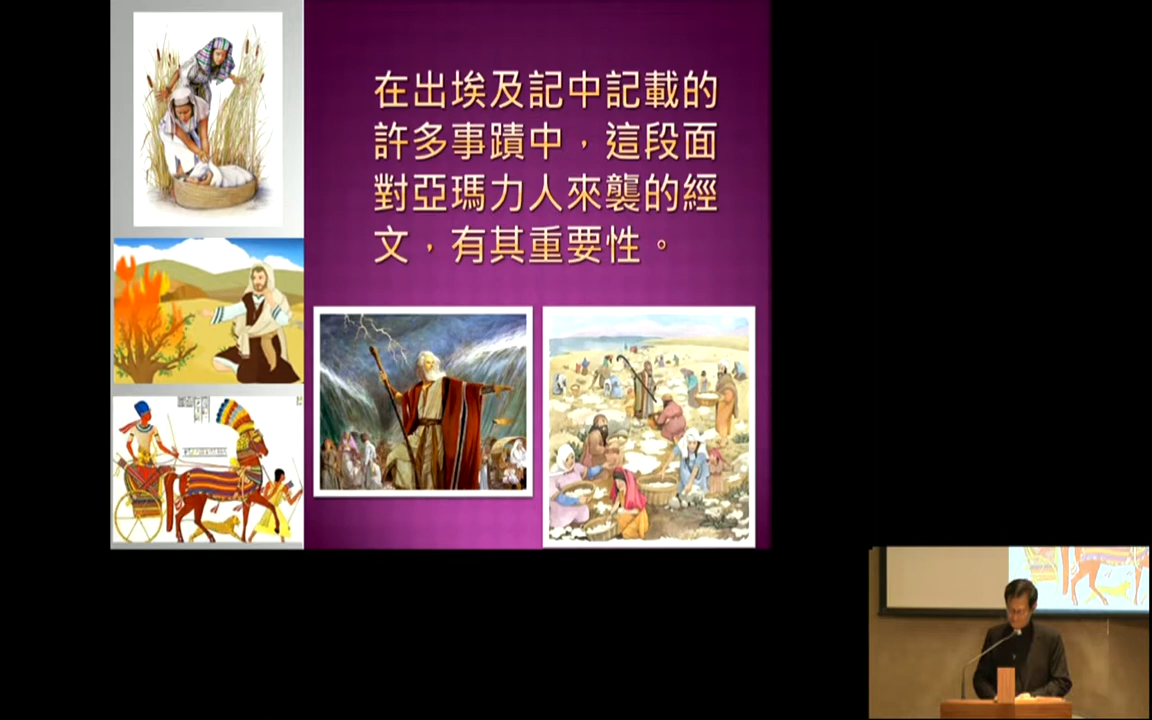 在出埃及記中記載的
許多事蹟中，這段面
對亞瑪力人來襲的經
文，有其重要性。